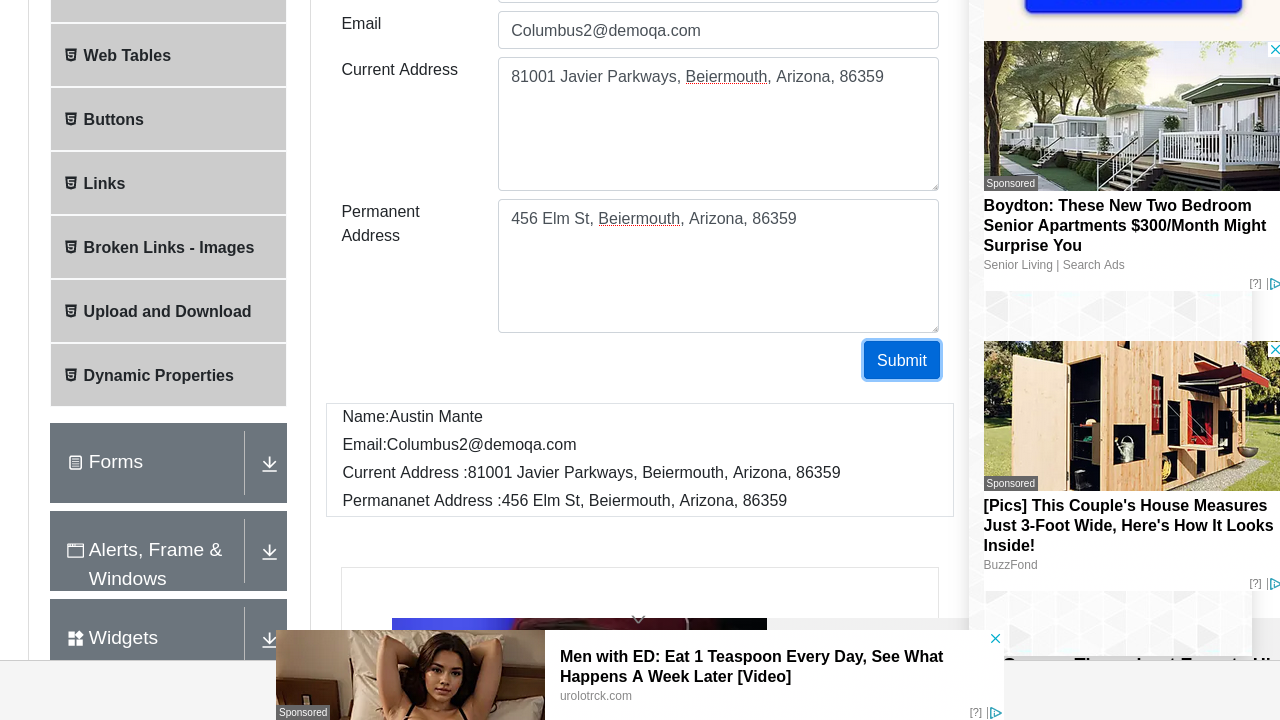 Email
Columbus2@demoqa.com
Current Address
81001 Javier Parkways, Beiermouth, Arizona, 86359
Permanent
Address
456 Elm St, Beiermouth, Arizona, 86359
Submit
Name:Austin Mante
Email:Columbus2@demoqa.com
Current Address :81001 Javier Parkways, Beiermouth, Arizona, 86359
Permananet Address :456 Elm St, Beiermouth, Arizona, 86359
Web Tables
Buttons
Links
Broken Links - Images
Upload and Download
Dynamic Properties
Forms
Alerts, Frame &
Windows
Widgets
Sponsored
Boydton: These New Two Bedroom
Senior Apartments $300/Month Might
Surprise You
Senior Living | Search Ads
[?]
Sponsored
[Pics] This Couple's House Measures
Just 3-Foot Wide, Here's How It Looks
Inside!
BuzzFond
[?]
Sponsored
Men with ED: Eat 1 Teaspoon Every Day, See What
Happens A Week Later [Video]
urolotrck.com
[?]